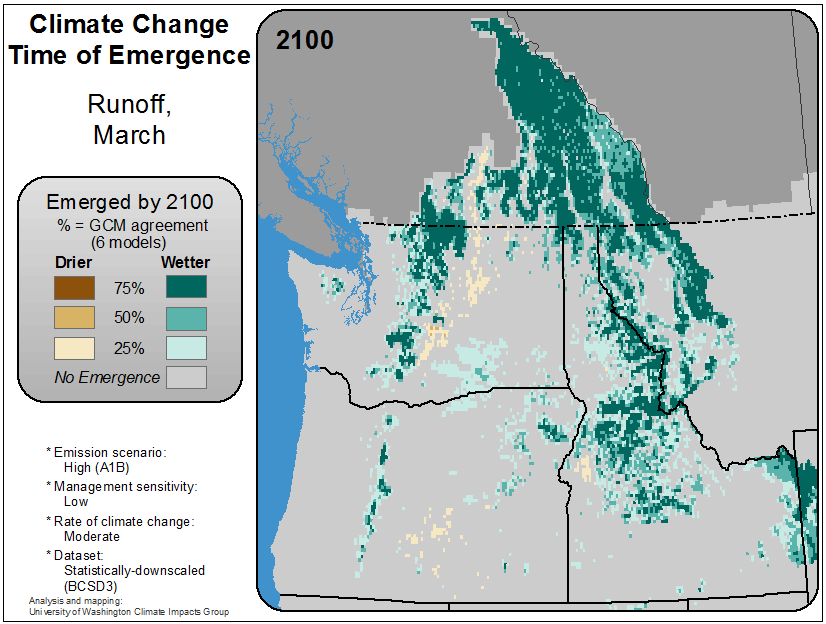 Climate Change
Time of Emergence
Runoff,
March
2100
Emerged by 2100
% = GCM agreement
(6 models)
Drier Wetter
75%
50%
25%
No Emergence
* Emission scenario:
High (A1B)
* Management sensitivity:
Low
* Rate of climate change:
Moderate
* Dataset:
Statistically-downscaled
(BCSD3)
Analysis and mapping:
University of Washington Climate Impacts Group